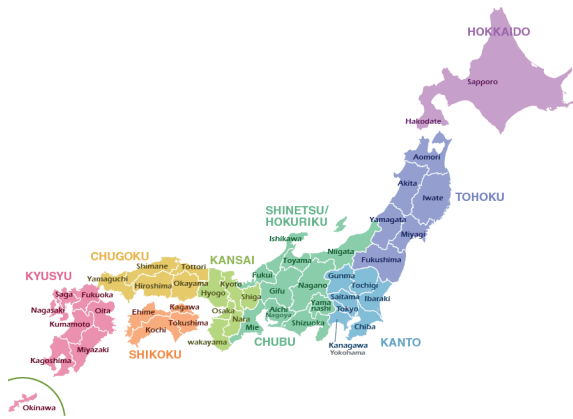 HOKKAIDO
Sapporo
Hakodate
Aomori
Akita
Iwate
TOHOKU
Yamagata
Miyagi
Fukushima
SHINETSU/
HOKURIKU
Ishikawa
Niigata
Toyama
Fukui
Gifu
Nagano
Yama
nashi
Aichi
Nagoya
Shizuoka
CHUBU
Gunma
Tochigi
Saitama
Ibaraki
Tokyo
Chiba
Kanagawa
Yokohama
KANTO
KANSAI
Kyoto
Hyogo
Shiga
Osaka
Nara
Mie
wakayama
CHUGOKU
Yamaguchi
Shimane
Tottori
Hiroshima
Okayama
SHIKOKU
Ehime
Kagawa
Kochi
Tokushima
KYUSYU
Saga
Fukuoka
Nagasaki
Oita
Kumamoto
Miyazaki
Kagoshima
Okinawa